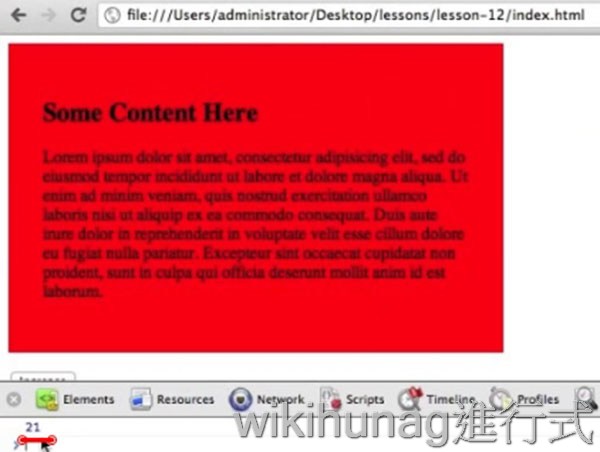 file:///Users/administrator/Desktop/lessons/lesson-12/index.html
Some Content Here
Lorem ipsum dolor sit amet, consectetur adipisicing elit, sed do
eiusmod tempor incididunt ut labore et dolore magna aliqua. Ut
enim ad minim veniam, quis nostrud exercitation ullamco
laboris nisi ut aliquip ex ea commodo consequat. Duis aute
irure dolor in reprehenderit in voluptate velit esse cillum dolore
eu fugiat nulla pariatur. Excepteur sint occaecat cupidatat non
proident, sunt in culpa qui officia deserunt mollit anim id est
laborum.
Elements Resources Network Scripts Timeline Profiles
21
wikihunag進行式